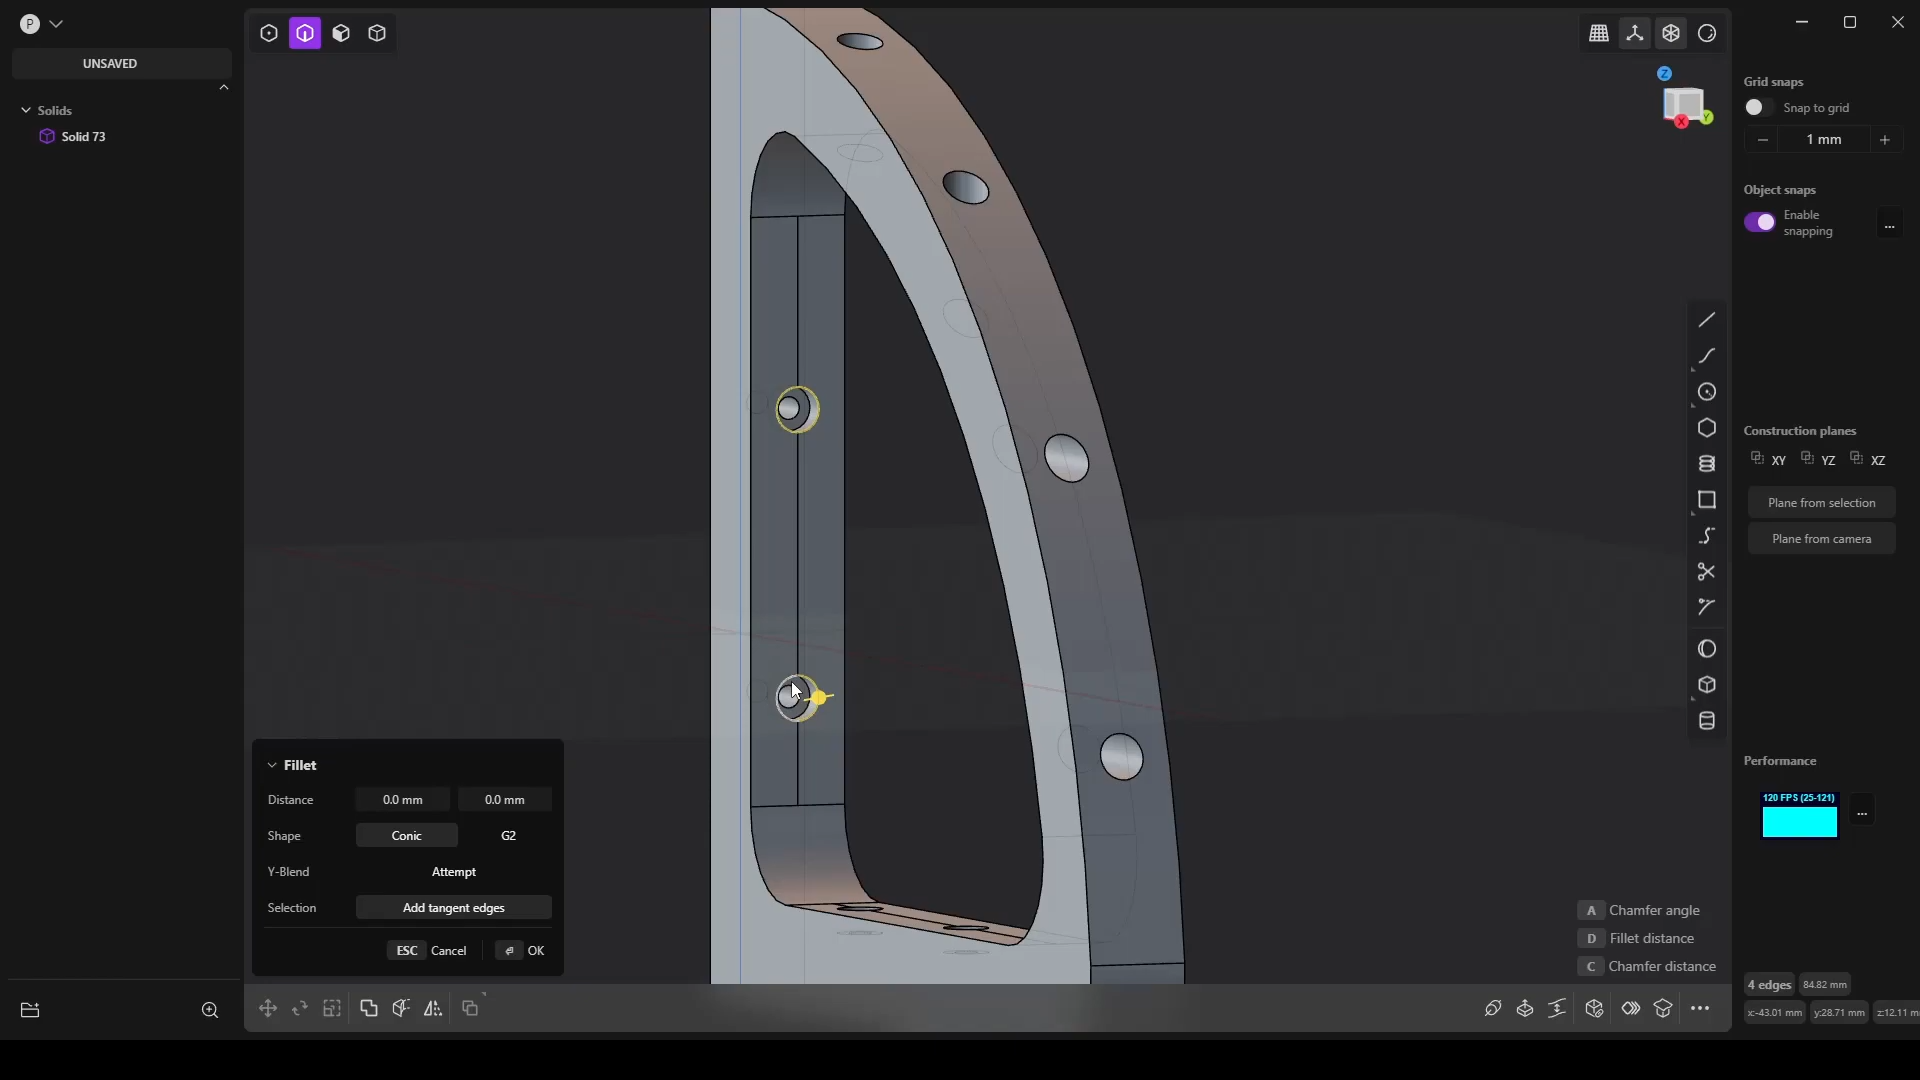 P
UNSAVED
Solids
Solid 73
Z
X
Y
Grid snaps
Snap to grid
1 mm
Object snaps
Enable
snapping
...
Construction planes
XY
YZ
XZ
Plane from selection
Plane from camera
Performance
120 FPS (25-121)
...
Fillet
Distance
0.0 mm
0.0 mm
Shape
Conic
G2
Y-Blend
Attempt
Selection
Add tangent edges
ESC
Cancel
OK
A
Chamfer angle
D
Fillet distance
C
Chamfer distance
4 edges
84.82 mm
x:-43.01 mm
y:28.71 mm
z:12.11 m